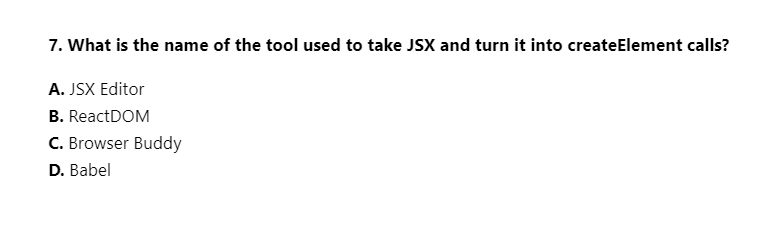 7. What is the name of the tool used to take JSX and turn it into createElement calls?
A. JSX Editor
B. ReactDOM
C. Browser Buddy
D. Babel